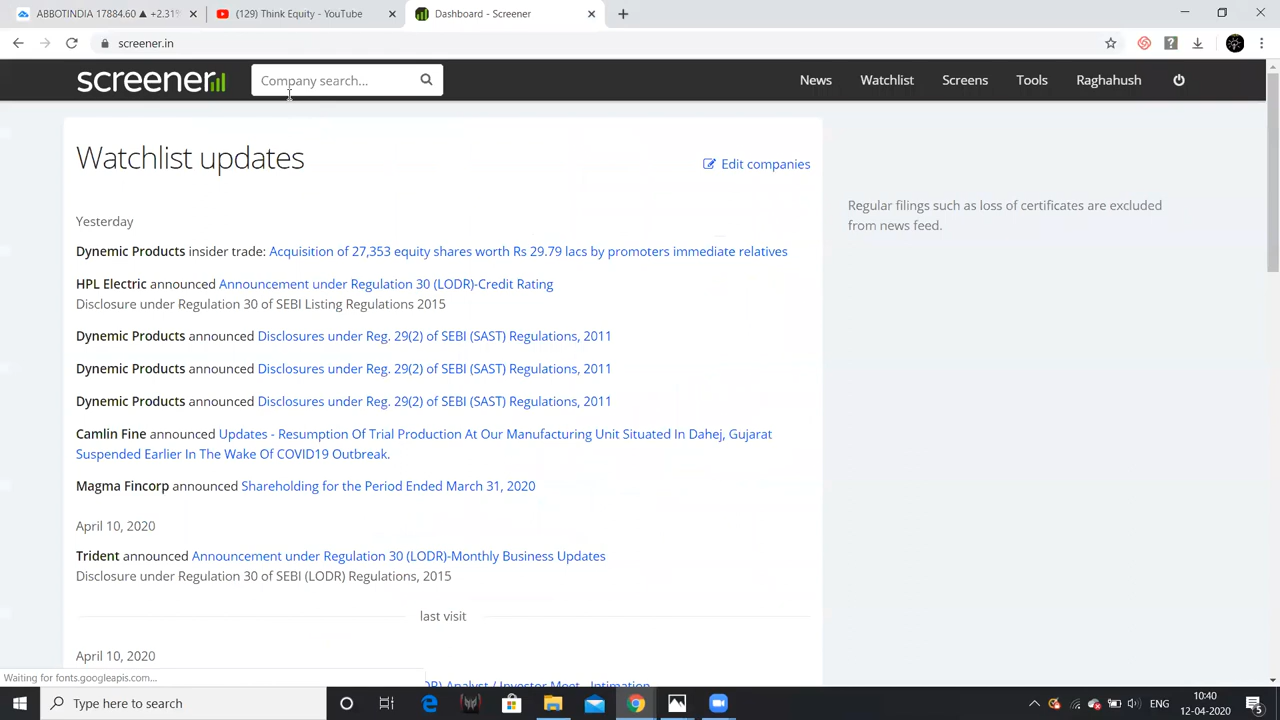 ABBOTINDIA 17884.60 ▲ +2.31%
(129) Think Equity - YouTube
Dashboard - Screener
screener.in
screener
Company search...
News
Watchlist
Screens
Tools
Raghahush
Watchlist updates
Edit companies
Regular filings such as loss of certificates are excluded
from news feed.
Yesterday
Dynemic Products insider trade: Acquisition of 27,353 equity shares worth Rs 29.79 lacs by promoters immediate relatives
HPL Electric announced Announcement under Regulation 30 (LODR)-Credit Rating
Disclosure under Regulation 30 of SEBI Listing Regulations 2015
Dynemic Products announced Disclosures under Reg. 29(2) of SEBI (SAST) Regulations, 2011
Dynemic Products announced Disclosures under Reg. 29(2) of SEBI (SAST) Regulations, 2011
Dynemic Products announced Disclosures under Reg. 29(2) of SEBI (SAST) Regulations, 2011
Camlin Fine announced Updates - Resumption Of Trial Production At Our Manufacturing Unit Situated In Dahej, Gujarat
Suspended Earlier In The Wake Of COVID19 Outbreak.
Magma Fincorp announced Shareholding for the Period Ended March 31, 2020
April 10, 2020
Trident announced Announcement under Regulation 30 (LODR)-Monthly Business Updates
Disclosure under Regulation 30 of SEBI (LODR) Regulations, 2015
last visit
April 10, 2020
Waiting for fonts.googleapis.com...
Analyst / Investor Meet - Intimation
Type here to search
ENG
10:40
12-04-2020
5